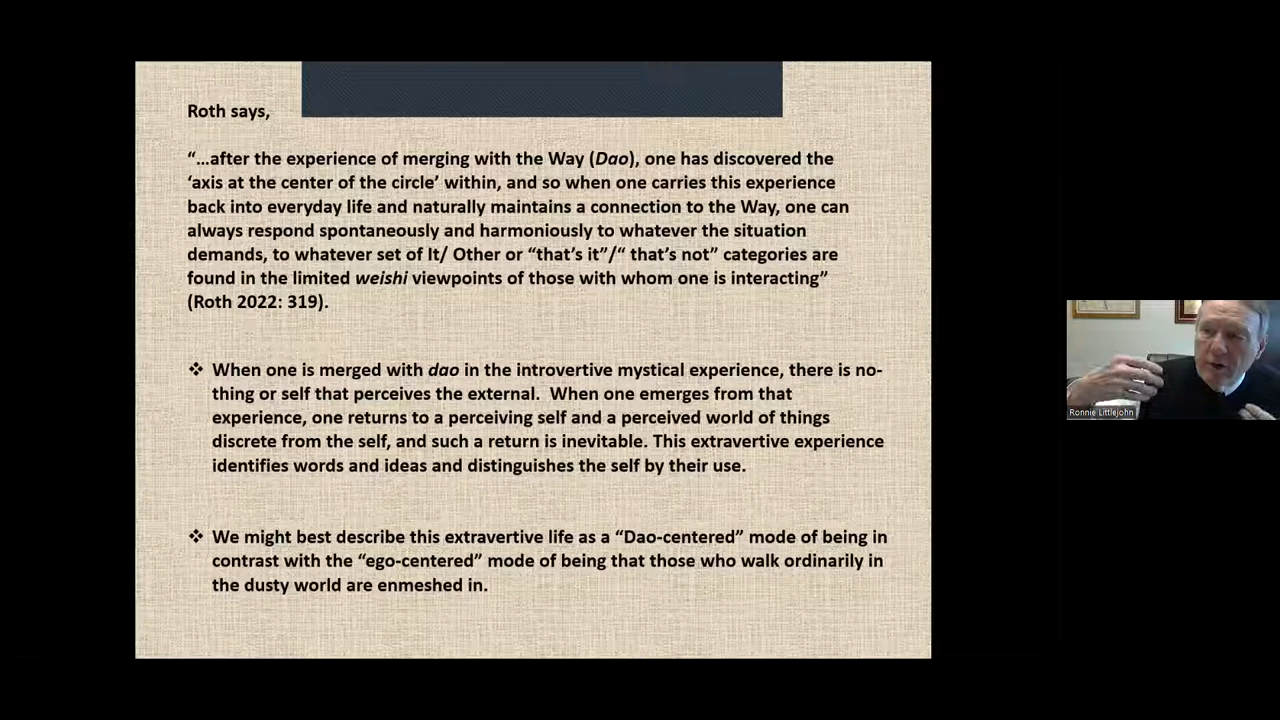 Roth says,
“…after the experience of merging with the Way (Dao), one has discovered the
‘axis at the center of the circle’ within, and so when one carries this experience
back into everyday life and naturally maintains a connection to the Way, one can
always respond spontaneously and harmoniously to whatever the situation
demands, to whatever set of It/ Other or “that’s it”/“ that’s not” categories are
found in the limited weishi viewpoints of those with whom one is interacting”
(Roth 2022: 319).
❖ When one is merged with dao in the introvertive mystical experience, there is no-
thing or self that perceives the external.  When one emerges from that
experience, one returns to a perceiving self and a perceived world of things
discrete from the self, and such a return is inevitable. This extravertive experience
identifies words and ideas and distinguishes the self by their use.
❖ We might best describe this extravertive life as a “Dao-centered” mode of being in
contrast with the “ego-centered” mode of being that those who walk ordinarily in
the dusty world are enmeshed in.
Ronnie Littlejohn